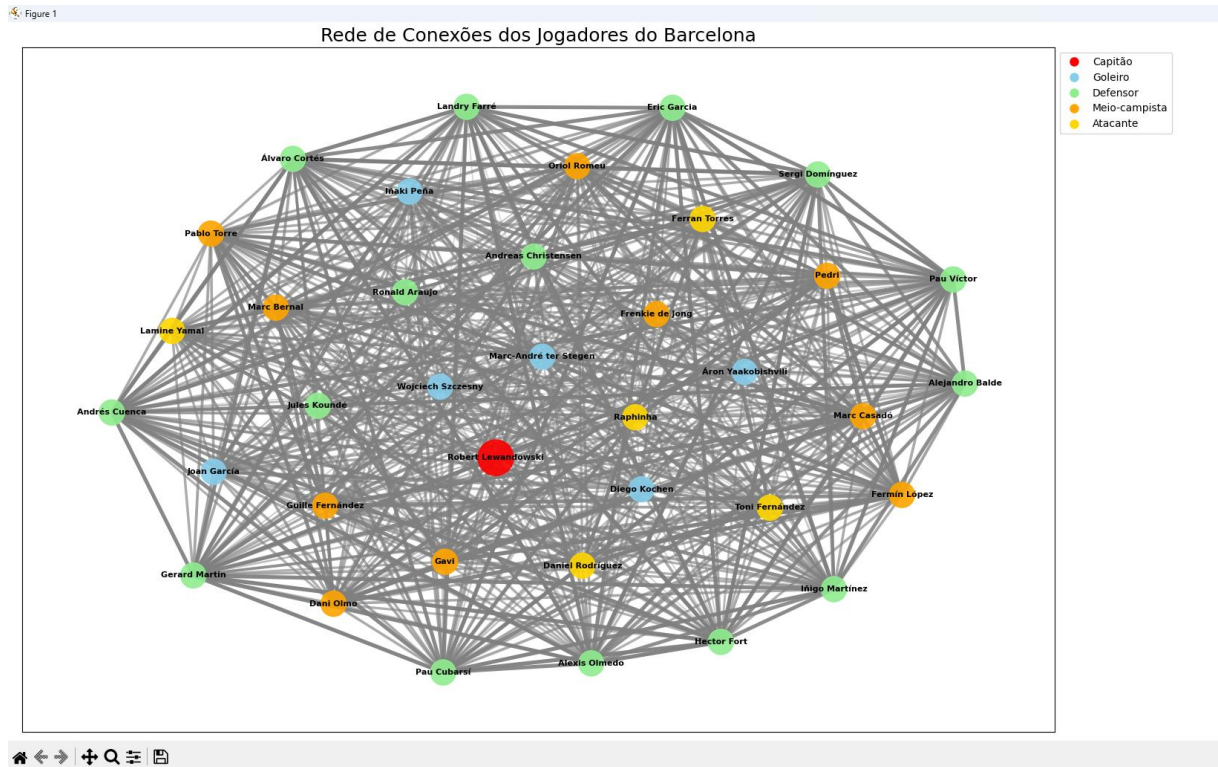 Figure 1
Rede de Conexões dos Jogadores do Barcelona
Capitão
Goleiro
Defensor
Meio-campista
Atacante
Landry Farré
Eric Garcia
Álvaro Cortés
Oriol Romeu
Sergi Domínguez
Iñaki Peña
Ferran Torres
Pablo Torre
Andreas Christensen
Pedri
Pau Víctor
Ronald Araujo
Marc Bernal
Frenkie de Jong
Lamine Yamal
Marc-André ter Stegen
Áron Yaakobishvili
Wojciech Szczesny
Alejandro Balde
Jules Koundé
Andrés Cuenca
Raphinha
Marc Casado
Robert Lewandowski
Joan García
Diego Kochen
Fermín López
Guille Fernández
Toni Fernández
Gavi
Daniel Rodríguez
Gerard Martin
Iñigo Martínez
Dani Olmo
Hector Fort
Alexis Olmedo
Pau Cubarsí